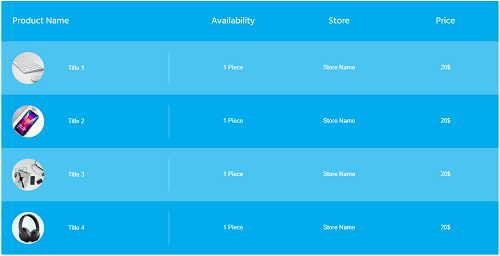 Product Name Availability Store Price
Title 1 1 Piece Store Name 20$
Title 2 1 Piece Store Name 20$
Title 3 1 Piece Store Name 20$
Title 4 1 Piece Store Name 20$